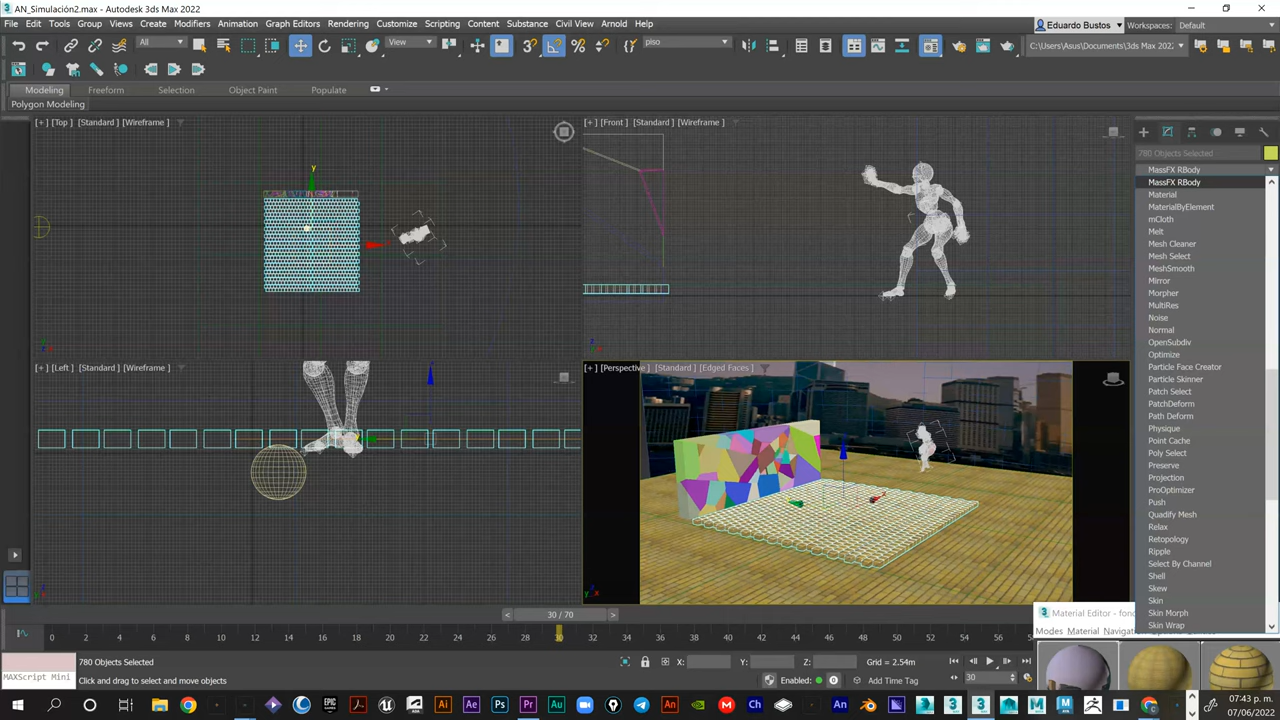 AN_Simulación2.max - Autodesk 3ds Max 2022
File Edit Tools Group Views Create Modifiers Animation Graph Editors Rendering Customize Scripting Content Substance Civil View Arnold Help
Eduardo Bustos Workspaces: Default
All View piso C:\Users\Asus\Documents\3ds Max 2022
Modeling Freeform Selection Object Paint Populate
Polygon Modeling
[+] [Top] [Standard] [Wireframe]
[+] [Front] [Standard] [Wireframe]
780 Objects Selected
MassFX RBody
MassFX RBody
Material
MaterialByElement
mCloth
Melt
Mesh Cleaner
Mesh Select
MeshSmooth
Mirror
Morpher
MultiRes
Noise
Normal
OpenSubdiv
Optimize
Particle Face Creator
Particle Skinner
Patch Select
PatchDeform
Path Deform
Physique
Point Cache
Poly Select
Preserve
Projection
ProOptimizer
Push
Quadify Mesh
Relax
Retopology
Ripple
Select By Channel
Shell
Skew
Skin
Skin Morph
Skin Wrap
[+] [Left] [Standard] [Wireframe]
[+] [Perspective] [Standard] [Edged Faces]
30 / 70
Material Editor - fon
Modes Material Navigati
0 2 4 6 8 10 12 14 16 18 20 22 24 26 28 30 32 34 36 38 40 42 44 46 48 50 52
780 Objects Selected X: Y: Z: Grid = 2.54m
MAXScript Mini Click and drag to select and move objects Enabled: Add Time Tag 30
07:43 p. m.
07/06/2022